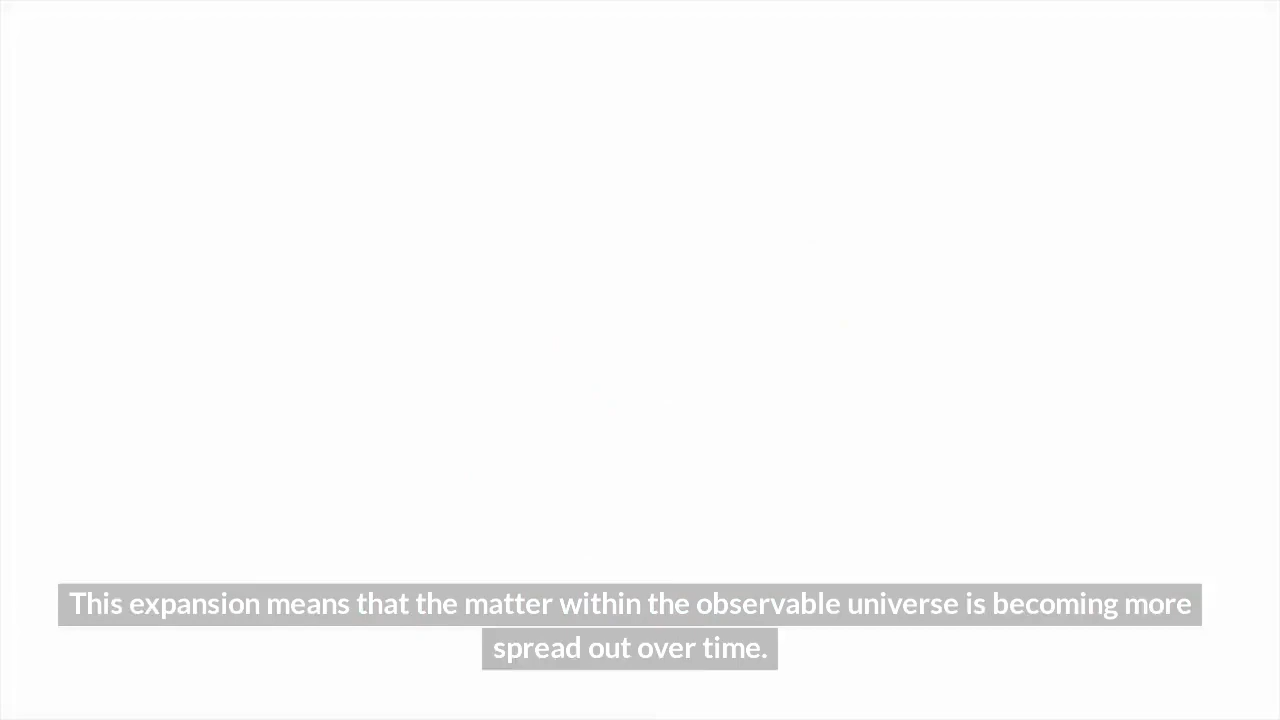 This expansion means that the matter within the observable universe is becoming more
spread out over time.